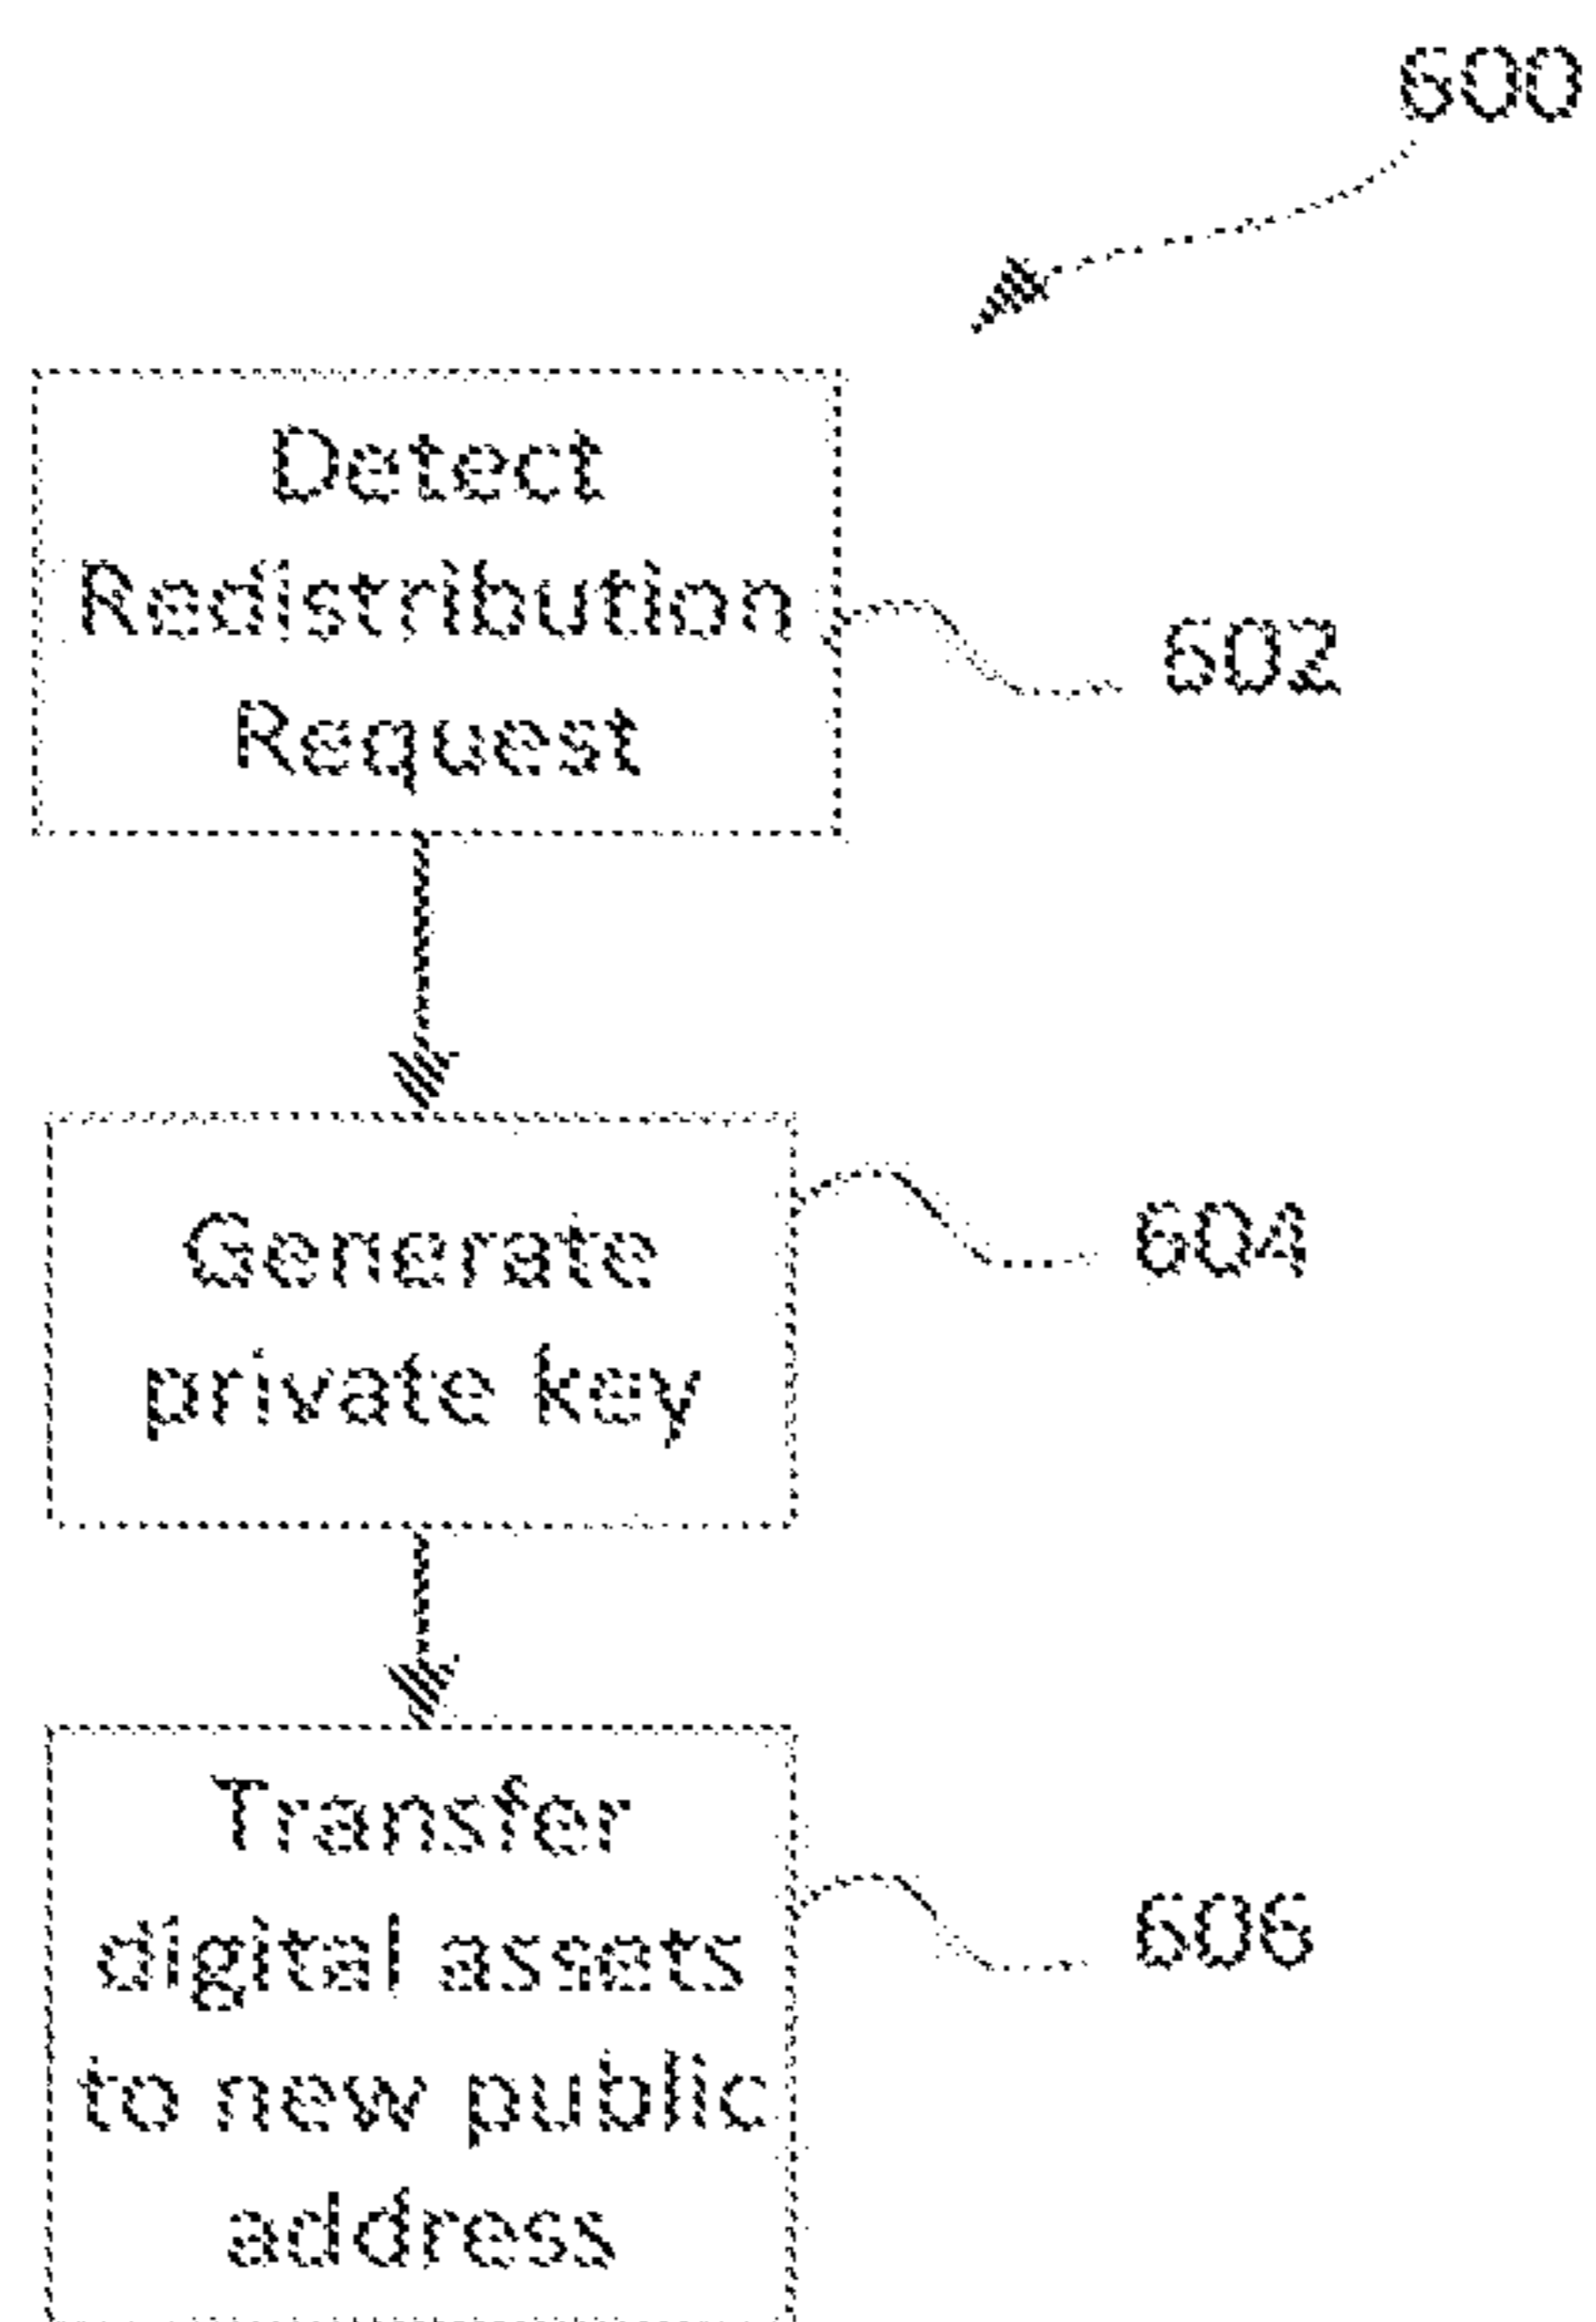 600
Detect
Redistribution
Request
602
Generate
private key
604
Transfer
digital assets
to new public
address
606